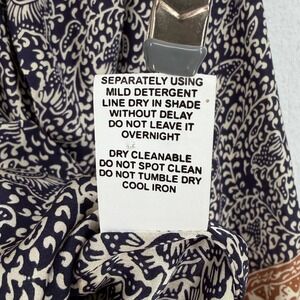 SEPARATELY USING
MILD DETERGENT
LINE DRY IN SHADE
WITHOUT DELAY
DO NOT LEAVE IT
OVERNIGHT
DRY CLEANABLE
DO NOT SPOT CLEAN
DO NOT TUMBLE DRY
COOL IRON